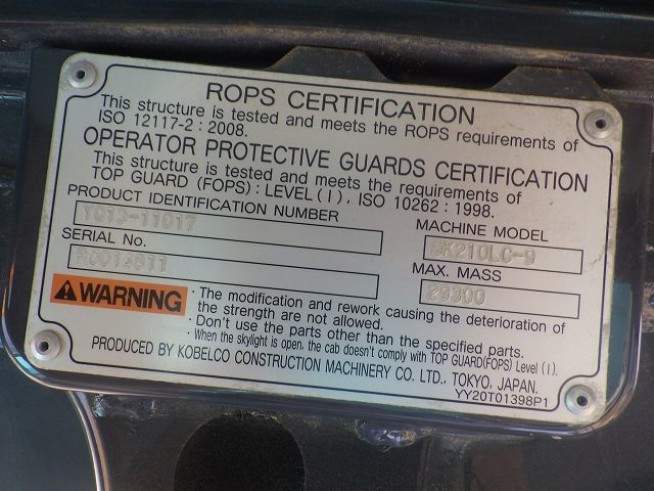 ROPS CERTIFICATION
This structure is tested and meets the ROPS requirements of
ISO 12117-2 : 2008.
OPERATOR PROTECTIVE GUARDS CERTIFICATION
This structure is tested and meets the requirements of
TOP GUARD (FOPS) : LEVEL (I), ISO 10262 : 1998.
PRODUCT IDENTIFICATION NUMBER
YQ13-11017
MACHINE MODEL
SK210LC-9
SERIAL No.
MAX. MASS
WARNING
· The modification and rework causing the deterioration of
the strength are not allowed.
· Don't use the parts other than the specified parts.
· When the skylight is open, the cab doesn't comply with TOP GUARD(FOPS) Level (I).
PRODUCED BY KOBELCO CONSTRUCTION MACHINERY CO. LTD., TOKYO, JAPAN.
YY20T01398P1